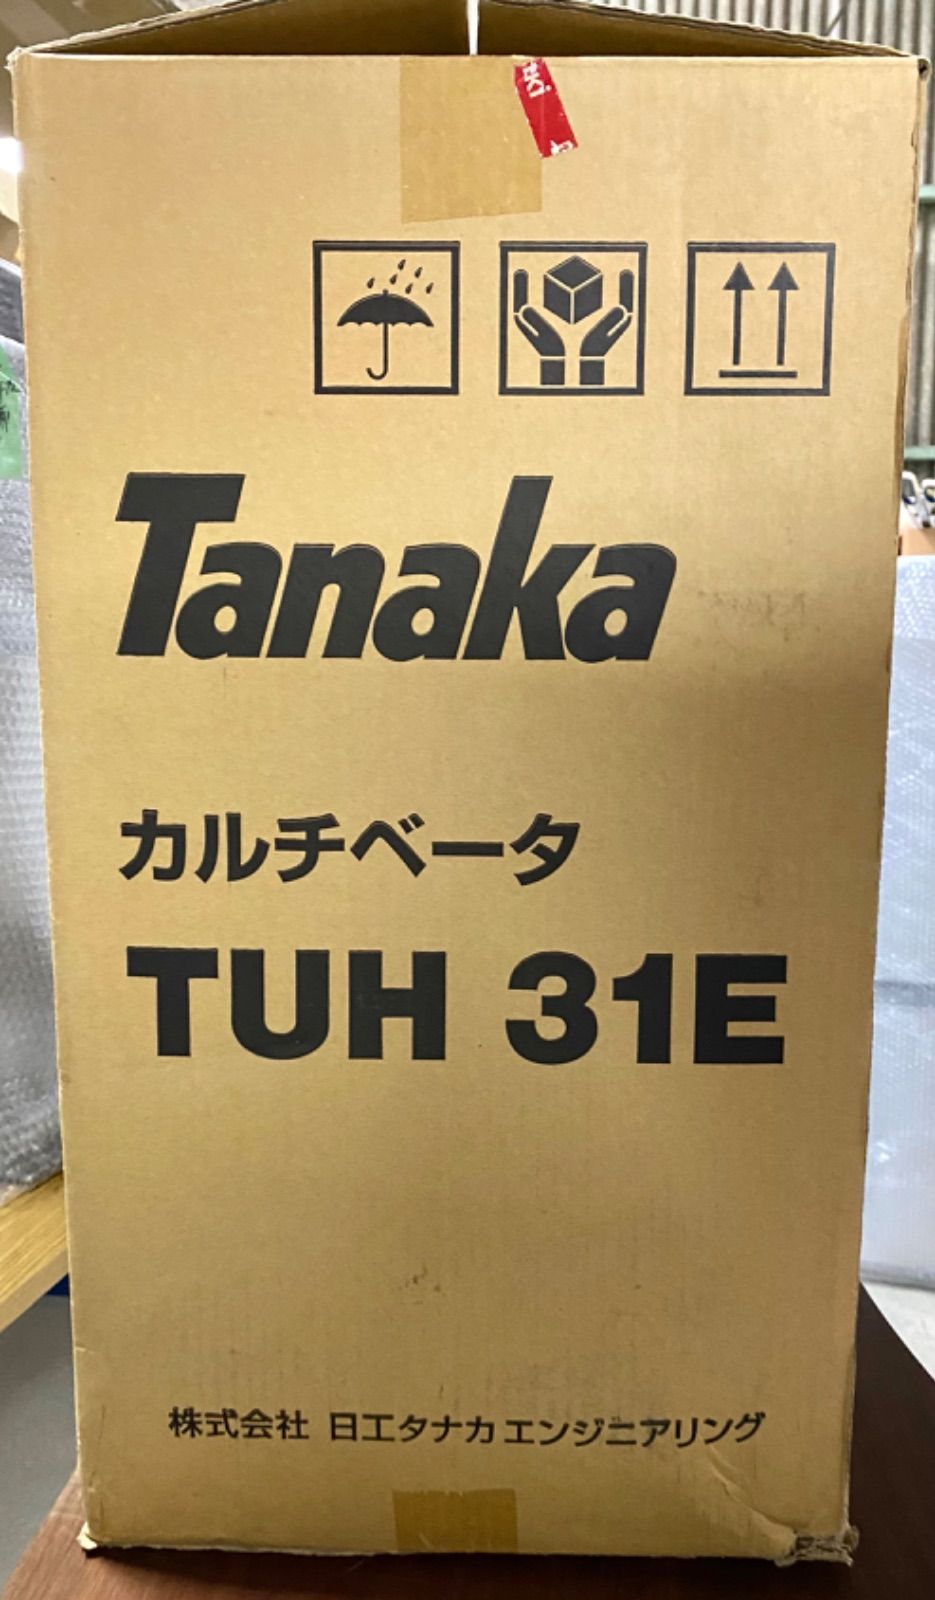 Tanaka
カルチベータ
TUH 31E
株式会社 日工タナカエンジニアリング